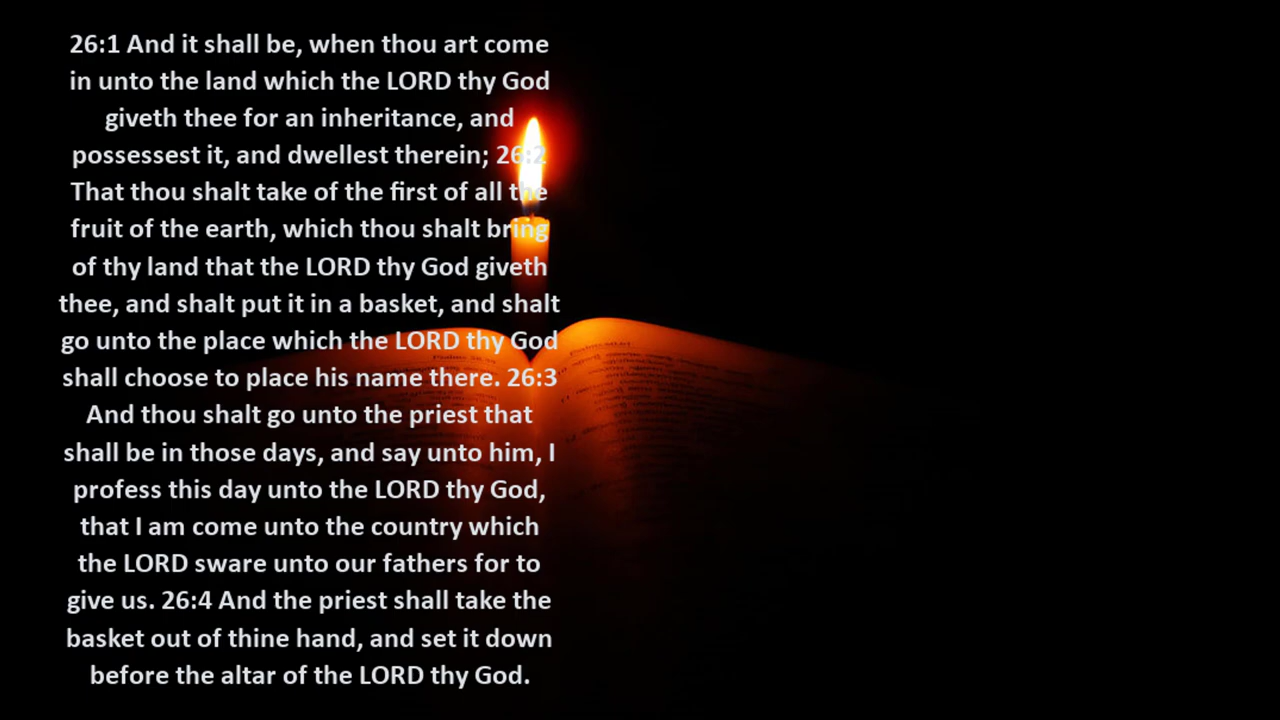 26:1 And it shall be, when thou art come
in unto the land which the LORD thy God
giveth thee for an inheritance, and
possessest it, and dwellest therein; 26:2
That thou shalt take of the first of all the
fruit of the earth, which thou shalt bring
of thy land that the LORD thy God giveth
thee, and shalt put it in a basket, and shalt
go unto the place which the LORD thy God
shall choose to place his name there. 26:3
And thou shalt go unto the priest that
shall be in those days, and say unto him, I
profess this day unto the LORD thy God,
that I am come unto the country which
the LORD sware unto our fathers for to
give us. 26:4 And the priest shall take the
basket out of thine hand, and set it down
before the altar of the LORD thy God.